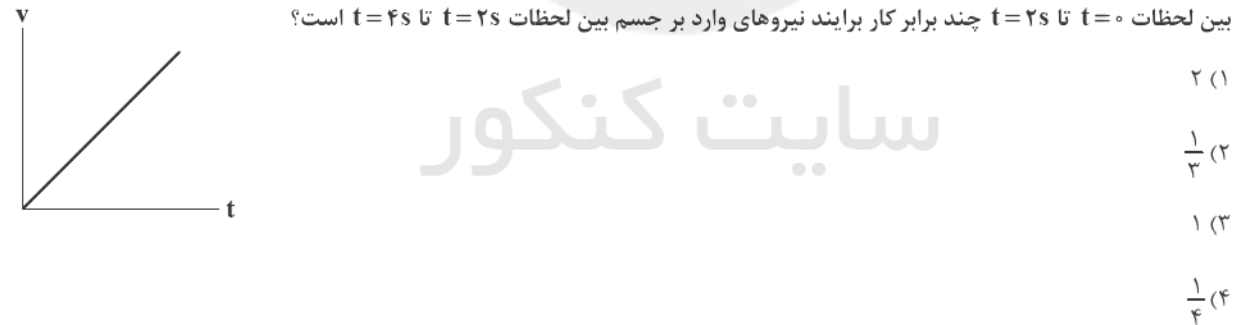 بین لحظات t = ۰ تا t = ۲s چند برابر کار برایند نیروهای وارد بر جسم بین لحظات t = ۲s تا t = ۴s است؟
v
t
۱) ۲
۲) ۱/۳
۳) ۱
۴) ۱/۴
سایت کنکور